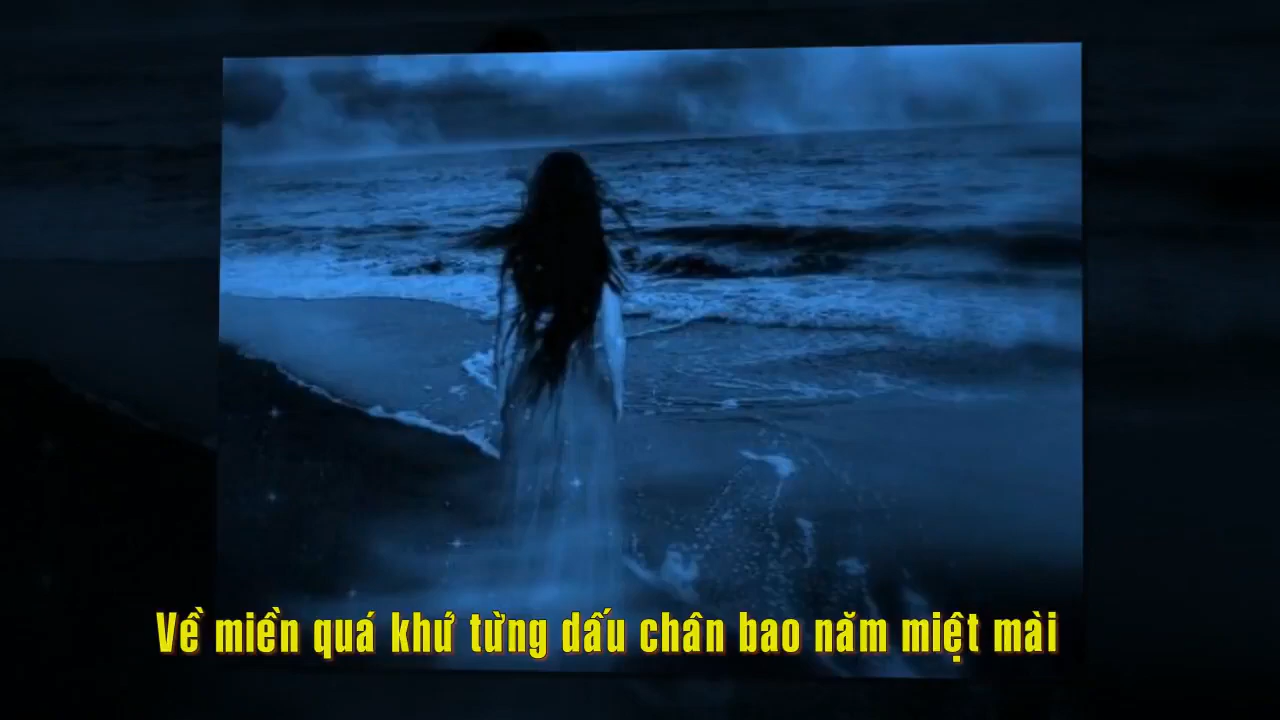 Về miền quá khứ từng dấu chân bao năm miệt mài